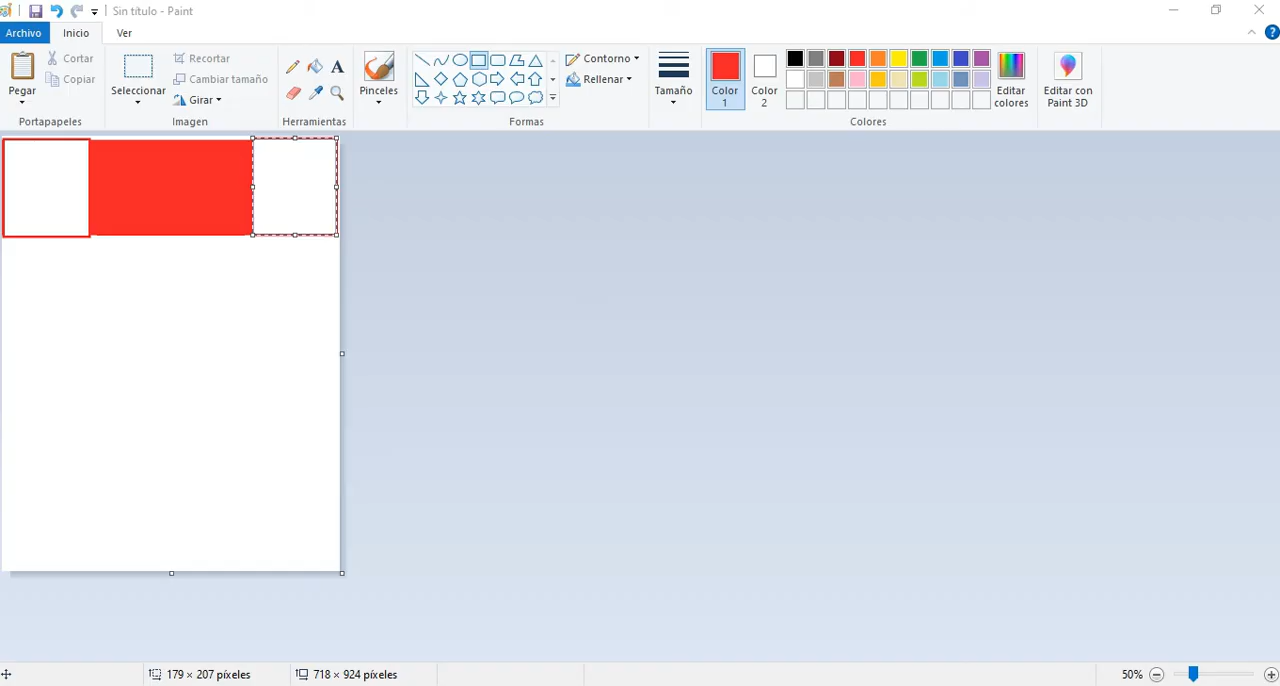 Sin título - Paint
Archivo Inicio Ver
Pegar
Cortar
Copiar
Portapapeles
Seleccionar
Recortar
Cambiar tamaño
Girar
Imagen
A
Herramientas
Pinceles
Contorno
Rellenar
Formas
Tamaño
Color
1
Color
2
Editar
colores
Colores
Editar con
Paint 3D
?
179 × 207 píxeles
718 × 924 píxeles
50%